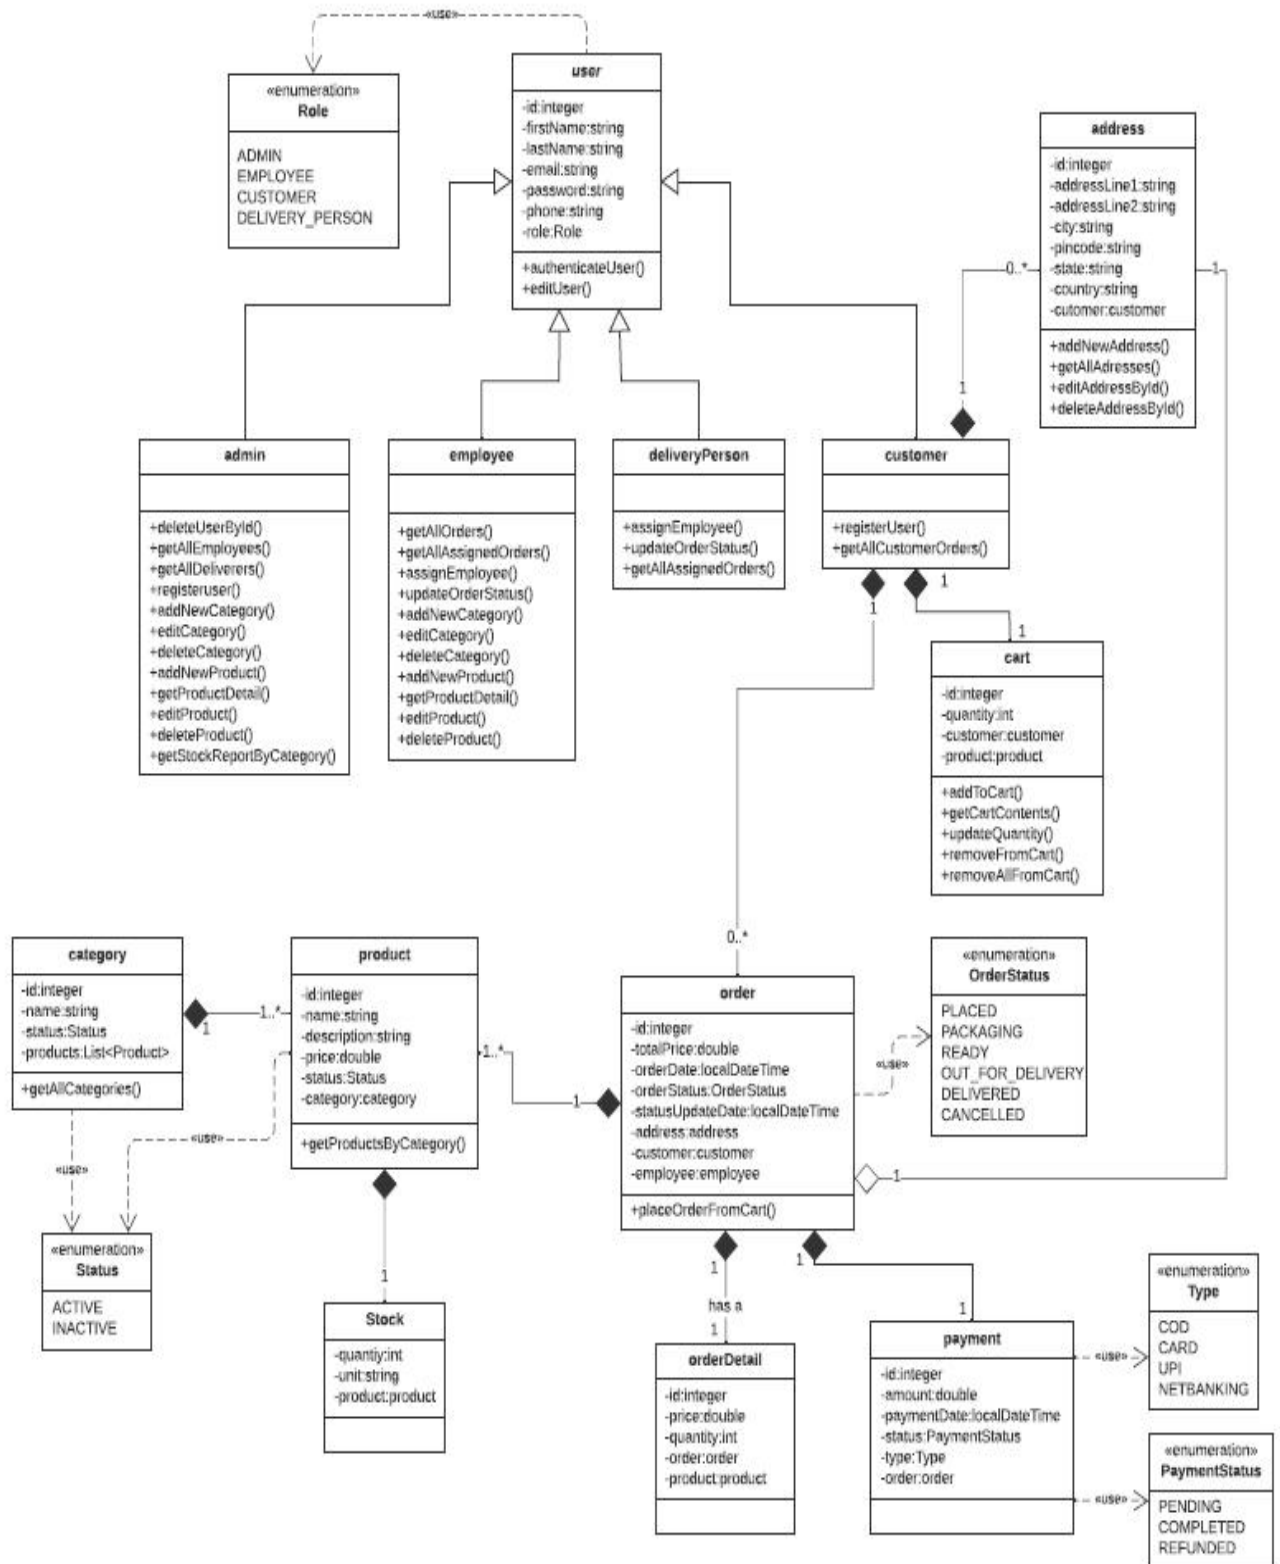 «use»
«enumeration»
Role
ADMIN
EMPLOYEE
CUSTOMER
DELIVERY_PERSON
user
-id:integer
-firstName:string
-lastName:string
-email:string
-password:string
-phone:string
-role:Role
+authenticateUser()
+editUser()
address
-id:integer
-addressLine1:string
-addressLine2:string
-city:string
-pincode:string
-state:string
-country:string
-cutomer:customer
+addNewAddress()
+getAllAdresses()
+editAddressById()
+deleteAddressById()
0..*
1
1
admin
+deleteUserById()
+getAllEmployees()
+getAllDeliverers()
+registeruser()
+addNewCategory()
+editCategory()
+deleteCategory()
+addNewProduct()
+getProductDetail()
+editProduct()
+deleteProduct()
+getStockReportByCategory()
employee
+getAllOrders()
+getAllAssignedOrders()
+assignEmployee()
+updateOrderStatus()
+addNewCategory()
+editCategory()
+deleteCategory()
+addNewProduct()
+getProductDetail()
+editProduct()
+deleteProduct()
deliveryPerson
+assignEmployee()
+updateOrderStatus()
+getAllAssignedOrders()
customer
+registerUser()
+getAllCustomerOrders()
1
1
1
cart
-id:integer
-quantity:int
-customer:customer
-product:product
+addToCart()
+getCartContents()
+updateQuantity()
+removeFromCart()
+removeAllFromCart()
0..*
category
-id:integer
-name:string
-status:Status
-products:List<Product>
+getAllCategories()
1
1..*
product
-id:integer
-name:string
-description:string
-price:double
-status:Status
-category:category
+getProductsByCategory()
1..*
1
order
-id:integer
-totalPrice:double
-orderDate:localDateTime
-orderStatus:OrderStatus
-statusUpdateDate:localDateTime
-address:address
-customer:customer
-employee:employee
+placeOrderFromCart()
«use»
«enumeration»
OrderStatus
PLACED
PACKAGING
READY
OUT_FOR_DELIVERY
DELIVERED
CANCELLED
1
«use»
«use»
«enumeration»
Status
ACTIVE
INACTIVE
1
Stock
-quantiy:int
-unit:string
-product:product
1
has a
1
orderDetail
-id:integer
-price:double
-quantity:int
-order:order
-product:product
1
1
payment
-id:integer
-amount:double
-paymentDate:localDateTime
-status:PaymentStatus
-type:Type
-order:order
«use»
«enumeration»
Type
COD
CARD
UPI
NETBANKING
«use»
«enumeration»
PaymentStatus
PENDING
COMPLETED
REFUNDED